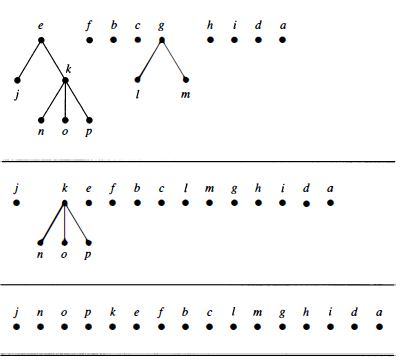 e f b c g h i d a
j k
l m
n o p
j k e f b c l m g h i d a
n o p
j n o p k e f b c l m g h i d a